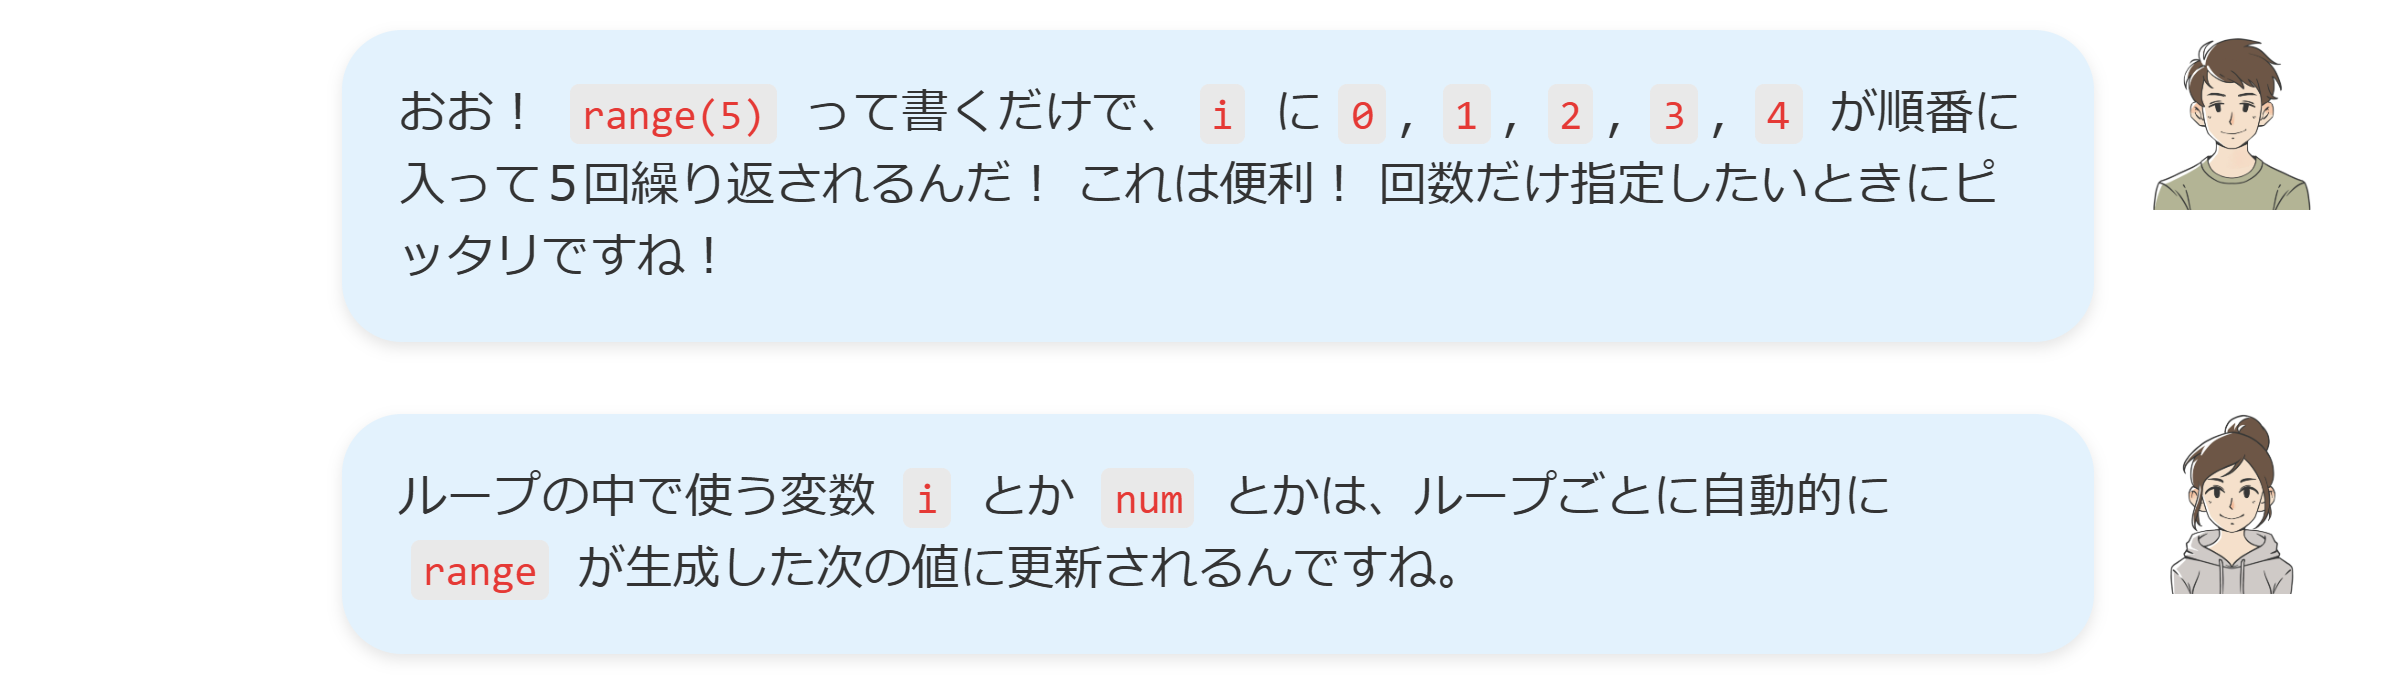 おお！ range(5) って書くだけで、 i に 0 , 1 , 2 , 3 , 4 が順番に
入って5回繰り返されるんだ！ これは便利！ 回数だけ指定したいときにピ
ッタリですね！
ループの中で使う変数 i とか num とかは、ループごとに自動的に
range が生成した次の値に更新されるんですね。